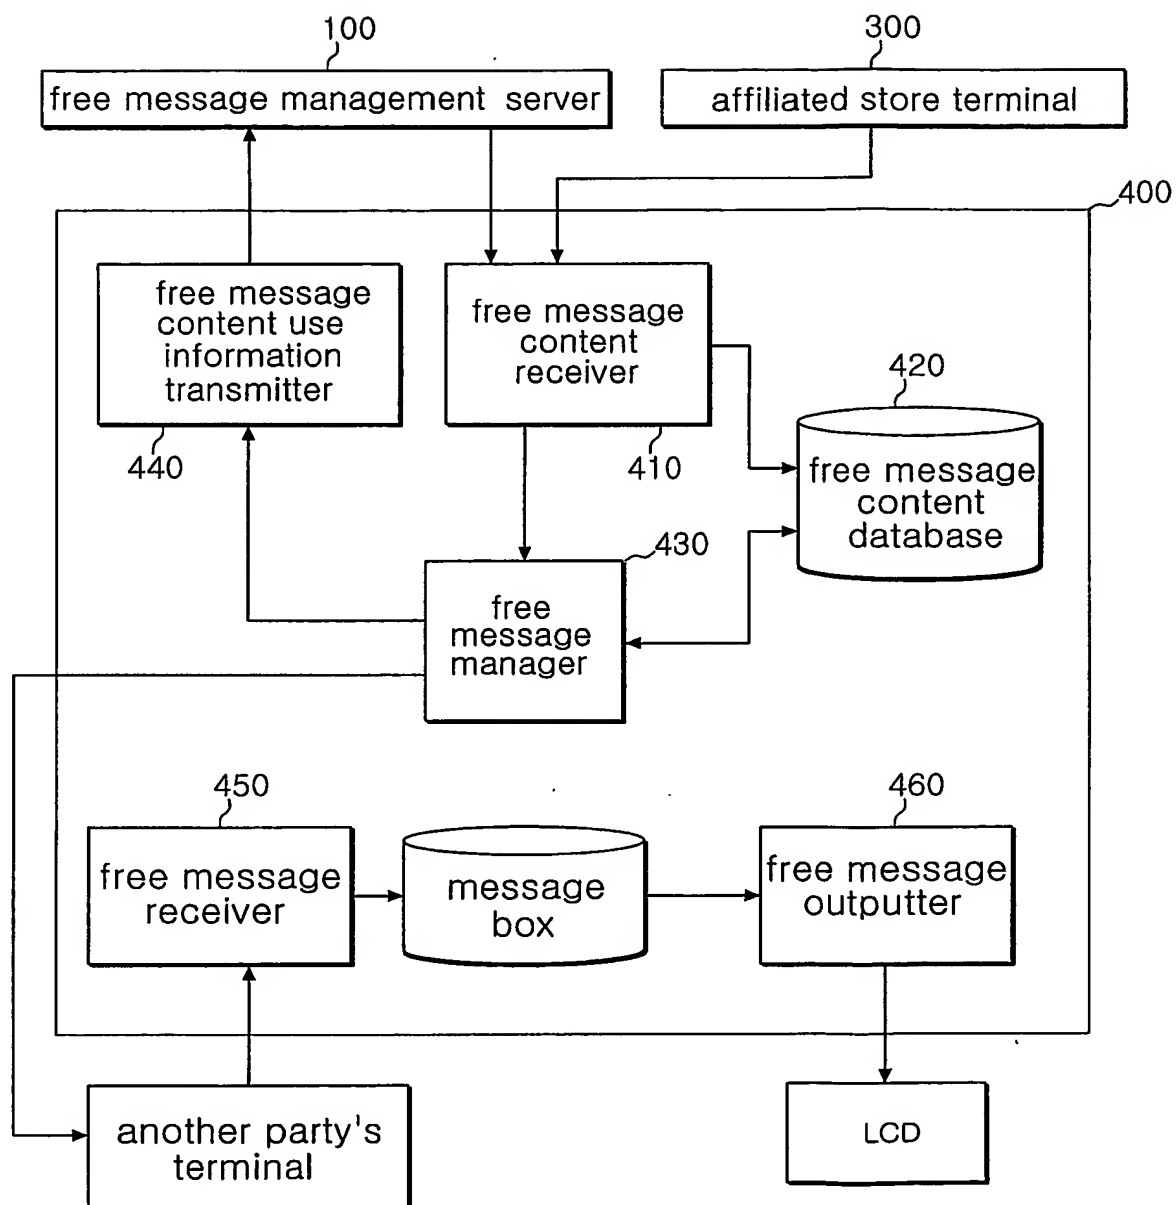 100
300
free message management server
affiliated store terminal
400
free message
content use
information
transmitter
free message
content
receiver
420
440
410
free message
content
database
430
free
message
manager
450
460
free message
receiver
message
box
free message
outputter
another party's
terminal
LCD